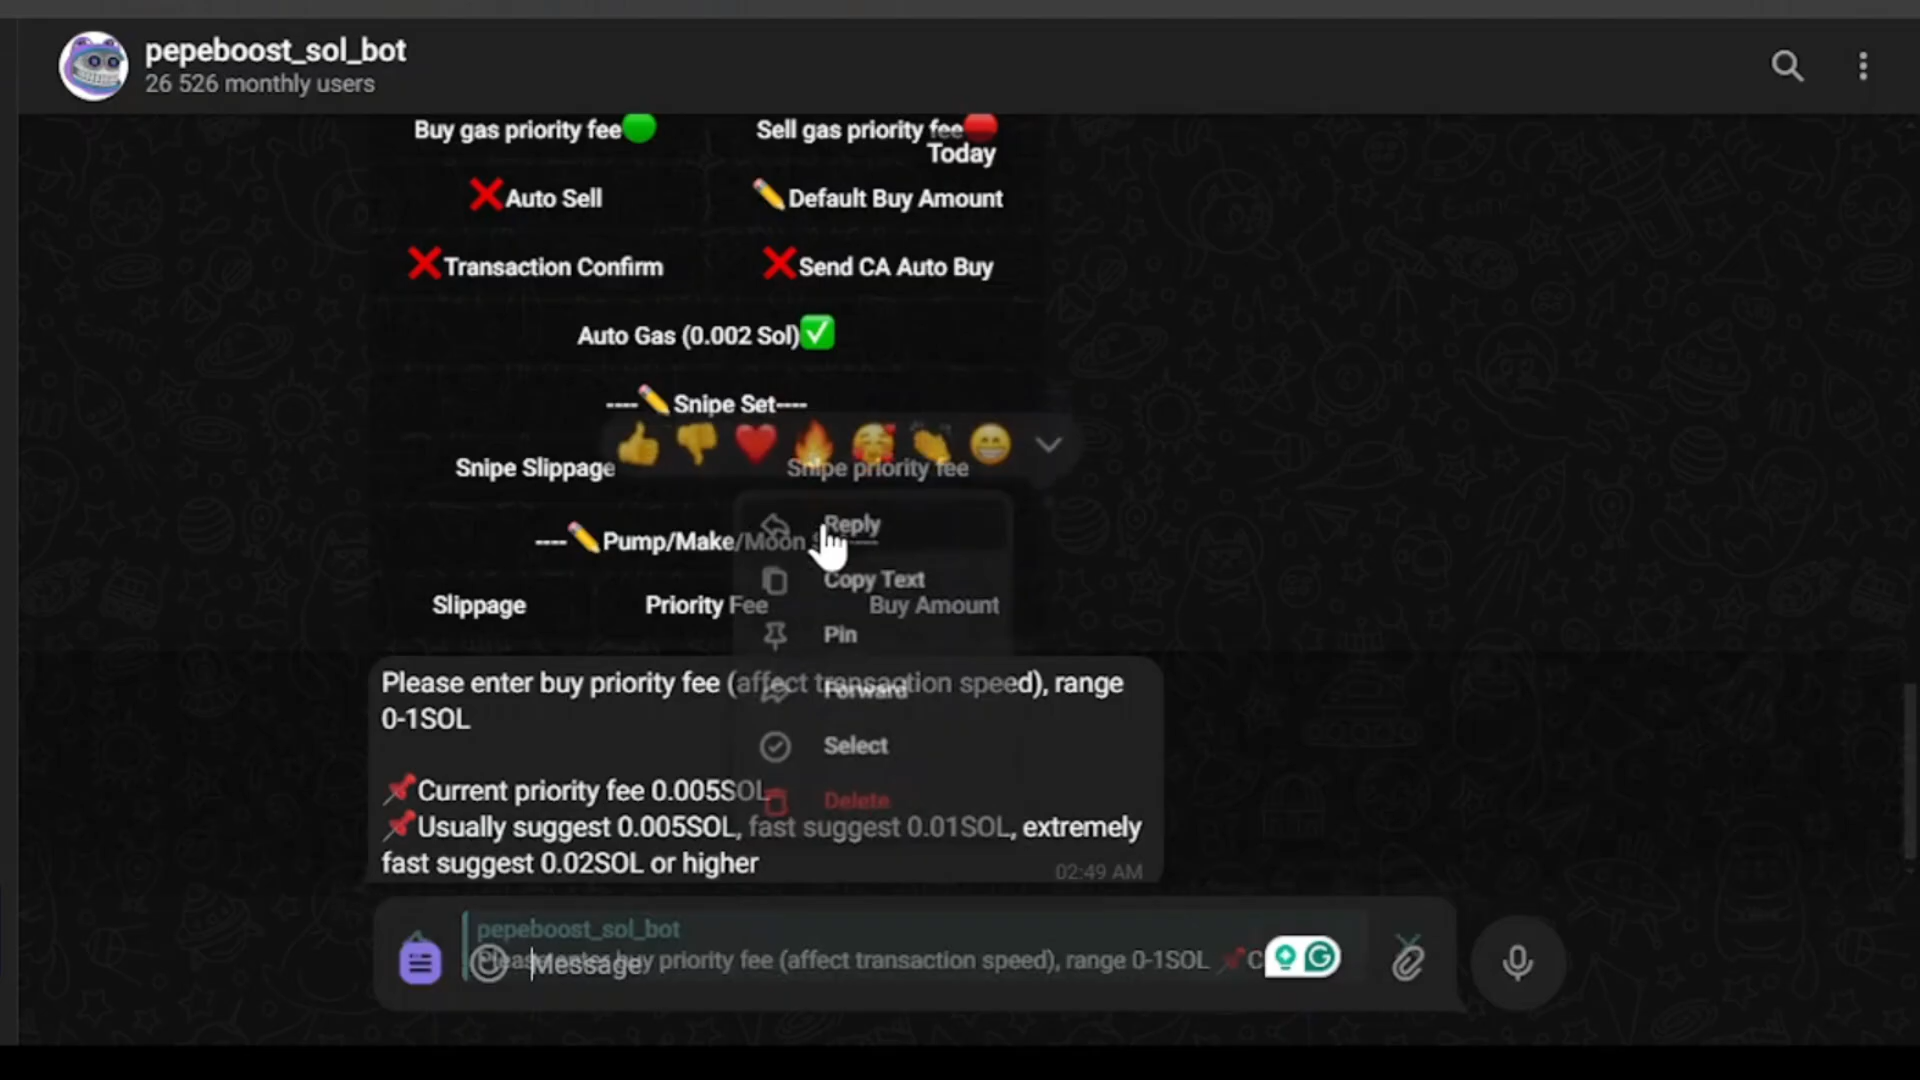 pepeboost_sol_bot
26 526 monthly users
Buy gas priority fee Sell gas priority fee
Today
Auto Sell Default Buy Amount
Transaction Confirm Send CA Auto Buy
Auto Gas (0.002 Sol)
----Snipe Set----
Snipe Slippage Snipe priority fee
Reply
----Pump/Make/Moon
Copy Text
Slippage Priority Fee Buy Amount
Pin
Please enter buy priority fee (affect transaction speed), range
0-1SOL
Forward
Select
Current priority fee 0.005SOL
Delete
Usually suggest 0.005SOL, fast suggest 0.01SOL, extremely
fast suggest 0.02SOL or higher
02:49 AM
pepeboost_sol_bot
Please enter buy priority fee (affect transaction speed), range 0-1SOL C
Message